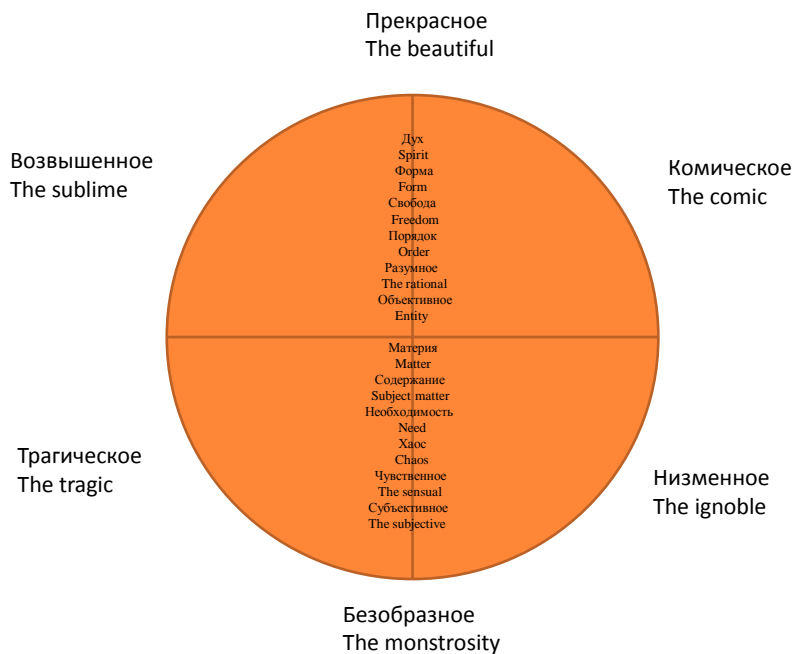 Прекрасное
The beautiful
Возвышенное
The sublime
Комическое
The comic
Дух
Spirit
Форма
Form
Свобода
Freedom
Порядок
Order
Разумное
The rational
Объективное
Entity
Материя
Matter
Содержание
Subject matter
Необходимость
Need
Хаос
Chaos
Чувственное
The sensual
Субъективное
The subjective
Трагическое
The tragic
Низменное
The ignoble
Безобразное
The monstrosity